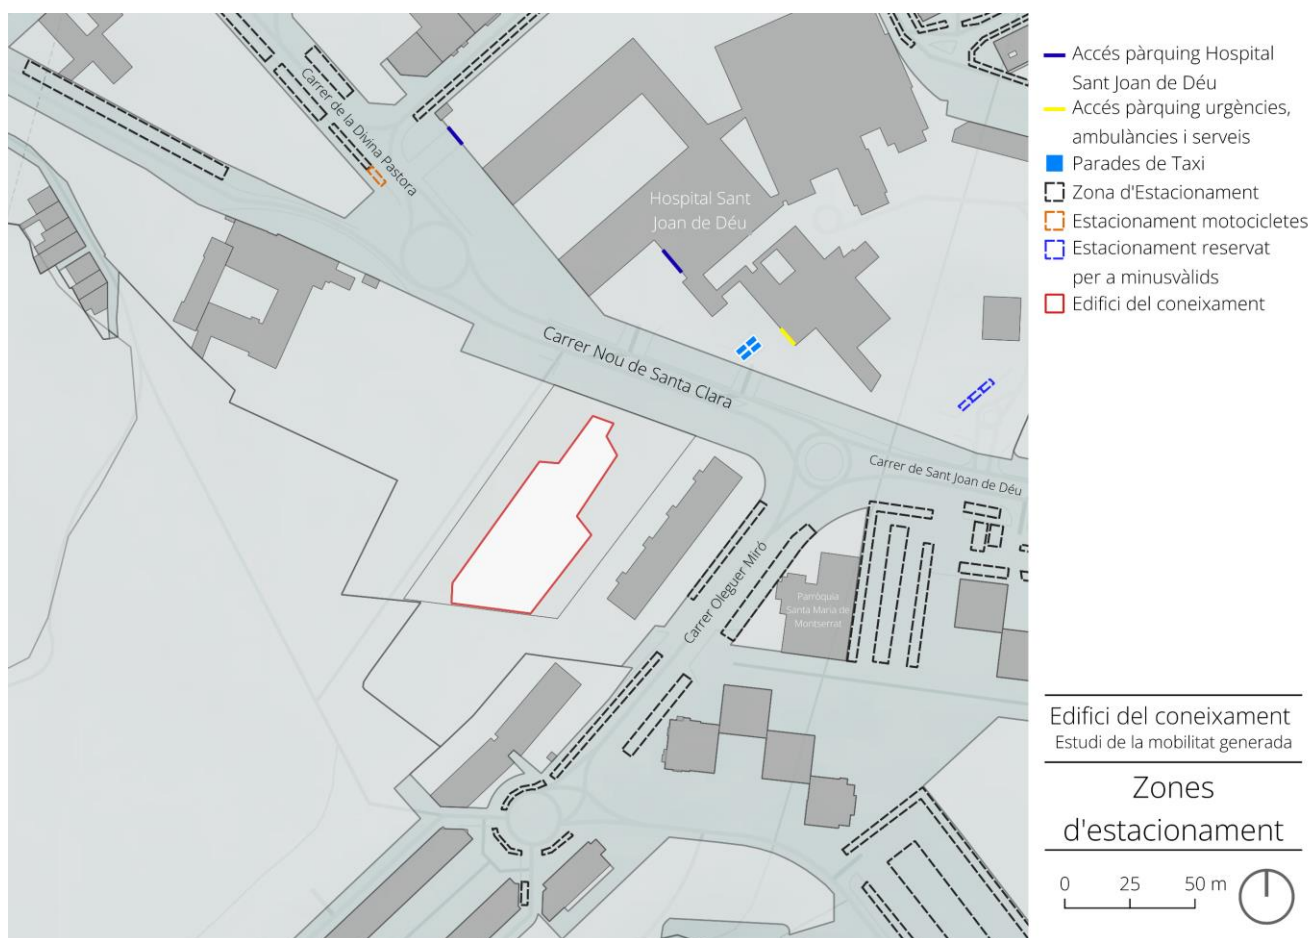 Accés pàrquing Hospital
Sant Joan de Déu
Accés pàrquing urgències,
ambulàncies i serveis
Parades de Taxi
Zona d'Estacionament
Estacionament motocicletes
Estacionament reservat
per a minusvàlids
Edifici del coneixament
Carrer de la Divina Pastora
Hospital Sant
Joan de Déu
Carrer Nou de Santa Clara
Carrer de Sant Joan de Déu
Carrer Oleguer Miró
Parròquia
Santa Maria de
Montserrat
Edifici del coneixament
Estudi de la mobilitat generada
Zones
d'estacionament
0 25 50 m